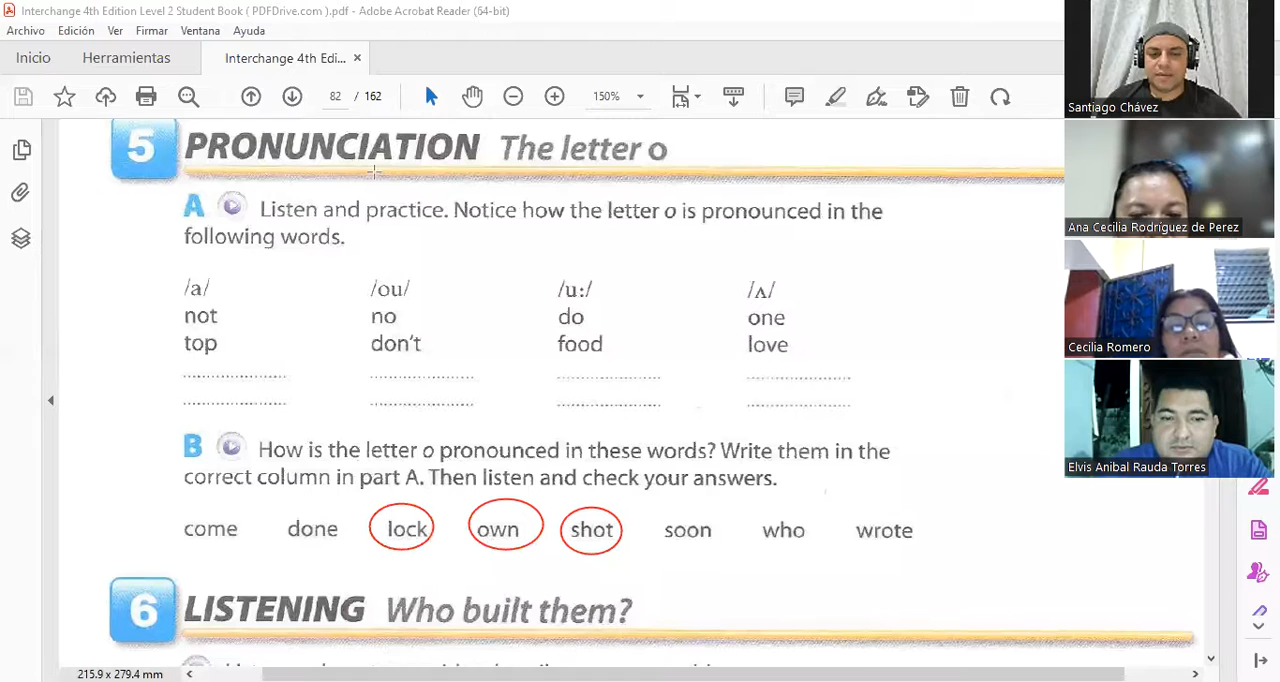 Interchange 4th Edition Level 2 Student Book ( PDFDrive.com ).pdf - Adobe Acrobat Reader (64-bit)
Archivo Edición Ver Firmar Ventana Ayuda
Inicio Herramientas Interchange 4th Edi... ×
82 / 162 150%
5 PRONUNCIATION The letter o
A Listen and practice. Notice how the letter o is pronounced in the
following words.
/a/ /ou/ /u:/ /ʌ/
not no do one
top don't food love
B How is the letter o pronounced in these words? Write them in the
correct column in part A. Then listen and check your answers.
come done lock own shot soon who wrote
6 LISTENING Who built them?
215.9 x 279.4 mm
Santiago Chávez
Ana Cecilia Rodríguez de Perez
Cecilia Romero
Elvis Anibal Rauda Torres